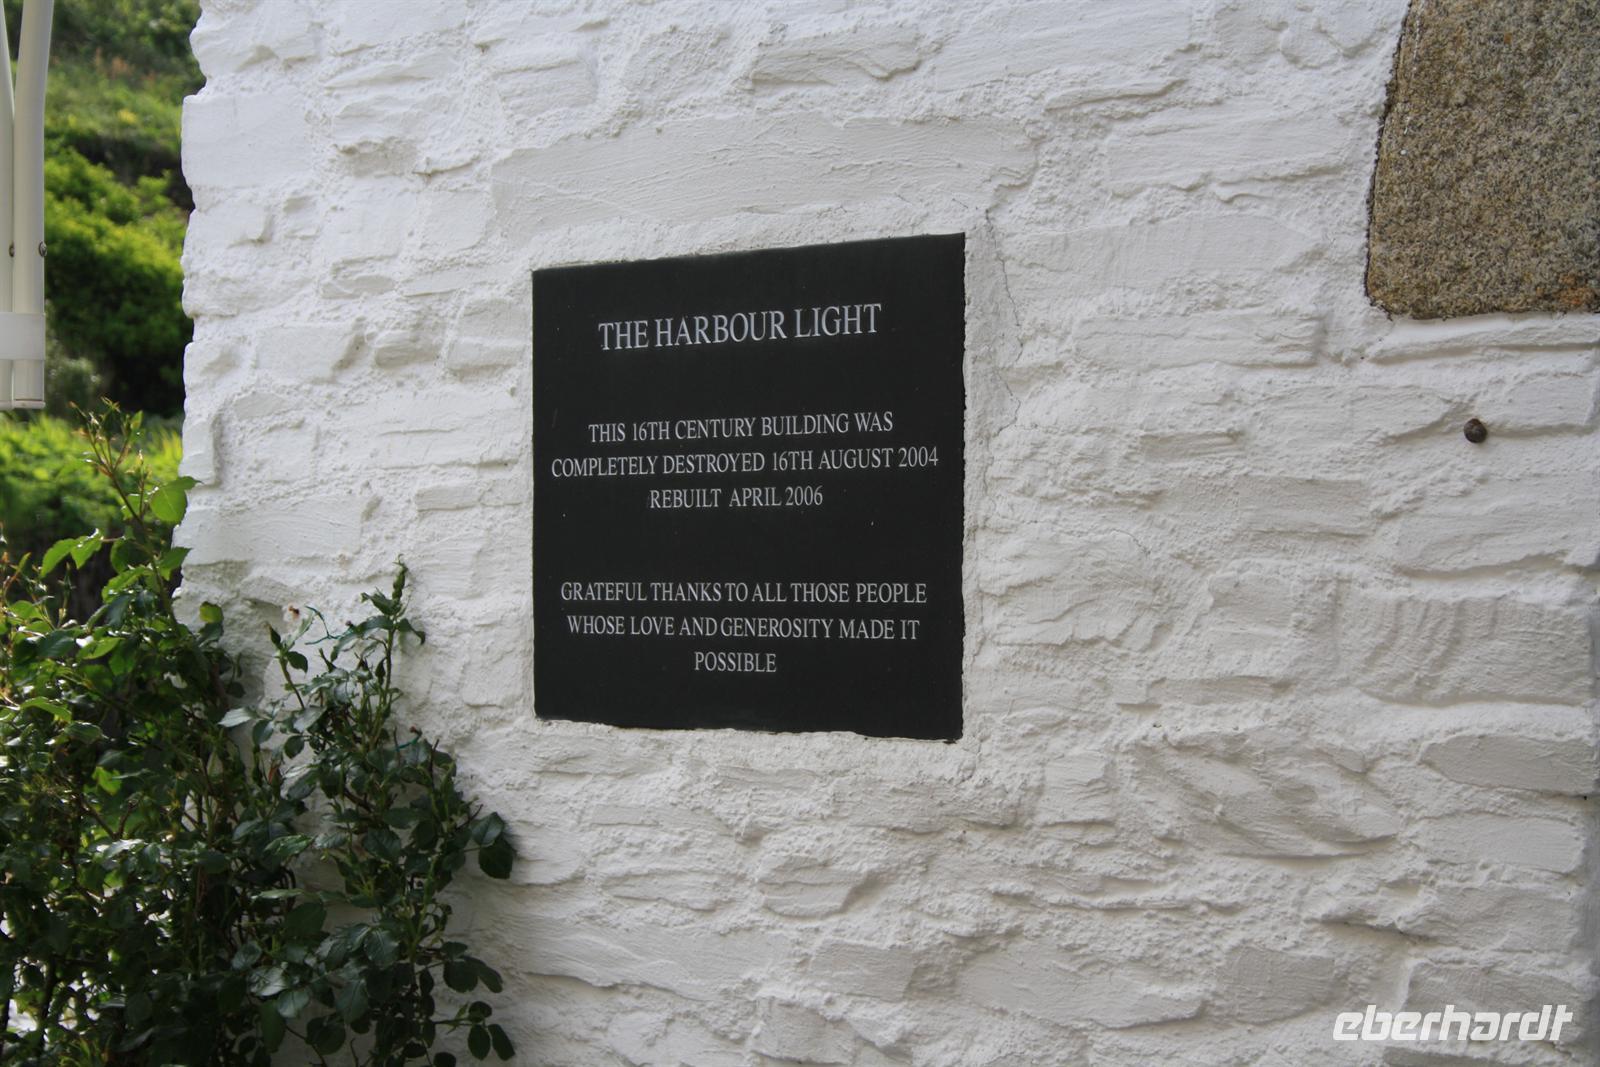 THE HARBOUR LIGHT
THIS 16TH CENTURY BUILDING WAS
COMPLETELY DESTROYED 16TH AUGUST 2004
REBUILT APRIL 2006
GRATEFUL THANKS TO ALL THOSE PEOPLE
WHOSE LOVE AND GENEROSITY MADE IT
POSSIBLE
eberhardt